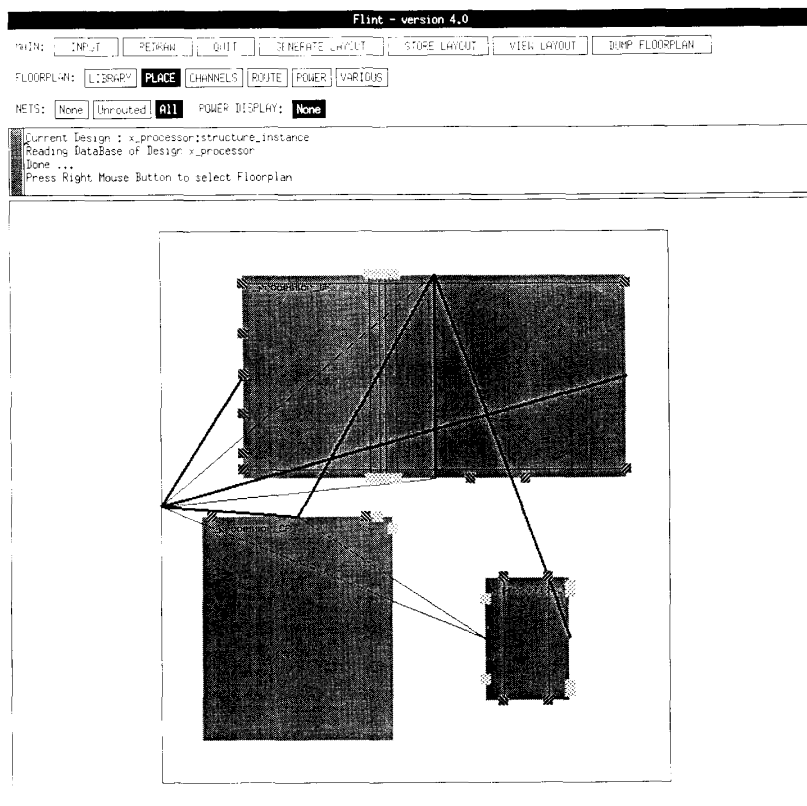 Flint - version 4.0
MAIN: INPUT REDRAW QUIT GENERATE LAYOUT STORE LAYOUT VIEW LAYOUT DUMP FLOORPLAN
FLOORPLAN: LIBRARY PLACE CHANNELS ROUTE POWER VARIOUS
NETS: None Unrouted All POWER DISPLAY: None
Current Design : x_processor:structure_instance
Reading DataBase of Design x_processor
Done ...
Press Right Mouse Button to select Floorplan